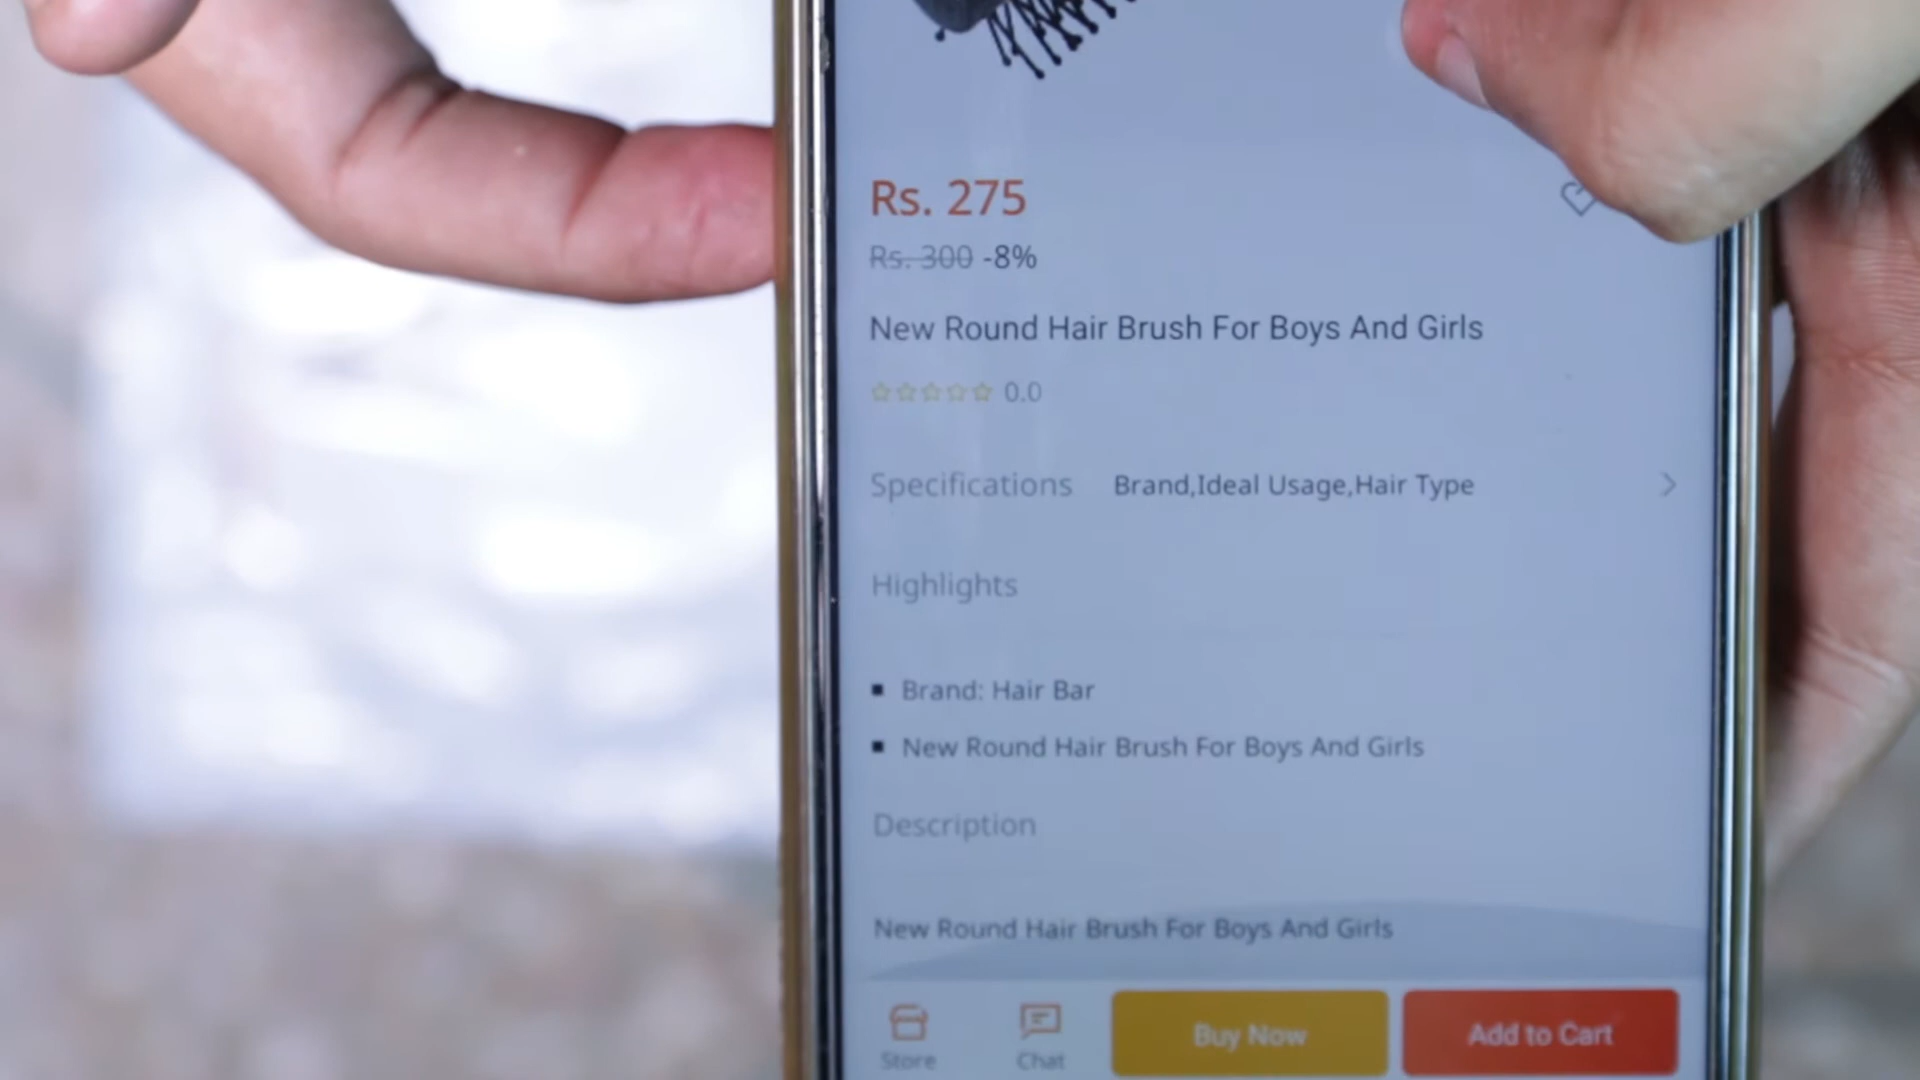 Rs. 275
Rs. 300 -8%
New Round Hair Brush For Boys And Girls
0.0
Specifications Brand,Ideal Usage,Hair Type
Highlights
▪ Brand: Hair Bar
▪ New Round Hair Brush For Boys And Girls
Description
New Round Hair Brush For Boys And Girls
Store Chat Buy Now Add to Cart